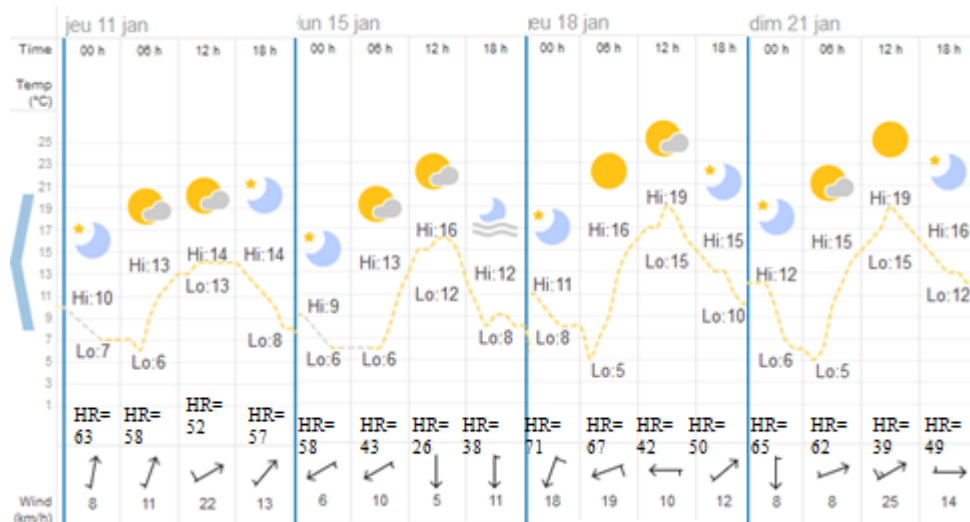 jeu 11 jan lun 15 jan jeu 18 jan dim 21 jan
Time 00 h 06 h 12 h 18 h 00 h 06 h 12 h 18 h 00 h 06 h 12 h 18 h 00 h 06 h 12 h 18 h
Temp
(°C)
25
23
21
19
17
15
13
11
9
7
5
3
1
Hi:10 Hi:13 Hi:14 Hi:14 Hi:9 Hi:13 Hi:16 Hi:12 Hi:11 Hi:16 Hi:19 Hi:15 Hi:12 Hi:15 Hi:19 Hi:16
Lo:7 Lo:6 Lo:13 Lo:8 Lo:6 Lo:6 Lo:12 Lo:8 Lo:8 Lo:5 Lo:15 Lo:10 Lo:6 Lo:5 Lo:15 Lo:12
HR= HR= HR= HR= HR= HR= HR= HR= HR= HR= HR= HR= HR= HR= HR= HR=
63 58 52 57 58 43 26 38 71 67 42 50 65 62 39 49
Wind 8 11 22 13 6 10 5 11 18 19 10 12 8 8 25 14
(km/h)